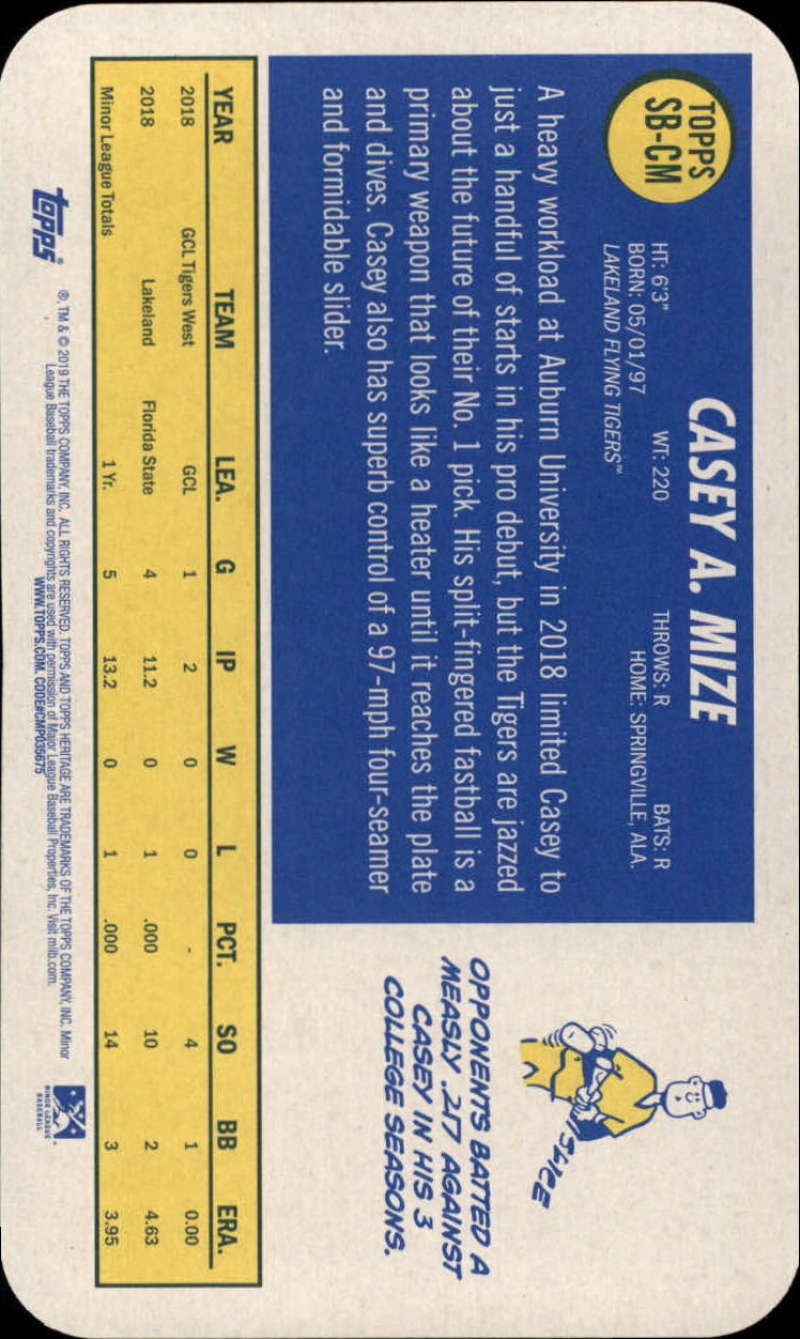 TOPPS
SB-CM
CASEY A. MIZE
HT: 6'3" WT: 220 THROWS: R BATS: R
BORN: 05/01/97 HOME: SPRINGVILLE, ALA.
LAKELAND FLYING TIGERS™
A heavy workload at Auburn University in 2018 limited Casey to
just a handful of starts in his pro debut, but the Tigers are jazzed
about the future of their No. 1 pick. His split-fingered fastball is a
primary weapon that looks like a heater until it reaches the plate
and dives. Casey also has superb control of a 97-mph four-seamer
and formidable slider.
SLICE
OPPONENTS BATTED A
MEASLY .217 AGAINST
CASEY IN HIS 3
COLLEGE SEASONS.
YEAR TEAM LEA. G IP W L PCT. SO BB ERA.
2018 GCL Tigers West GCL 1 2 0 0 - 4 1 0.00
2018 Lakeland Florida State 4 11.2 0 1 .000 10 2 4.63
Minor League Totals 1 Yr. 5 13.2 0 1 .000 14 3 3.95
topps®
®, TM & © 2019 THE TOPPS COMPANY, INC. ALL RIGHTS RESERVED. TOPPS AND TOPPS HERITAGE ARE TRADEMARKS OF THE TOPPS COMPANY, INC. Minor
League Baseball trademarks and copyrights are used with permission of Major League Baseball Properties, Inc. Visit milb.com.
WWW.TOPPS.COM. CODE#CMP035675
MINOR LEAGUE
BASEBALL